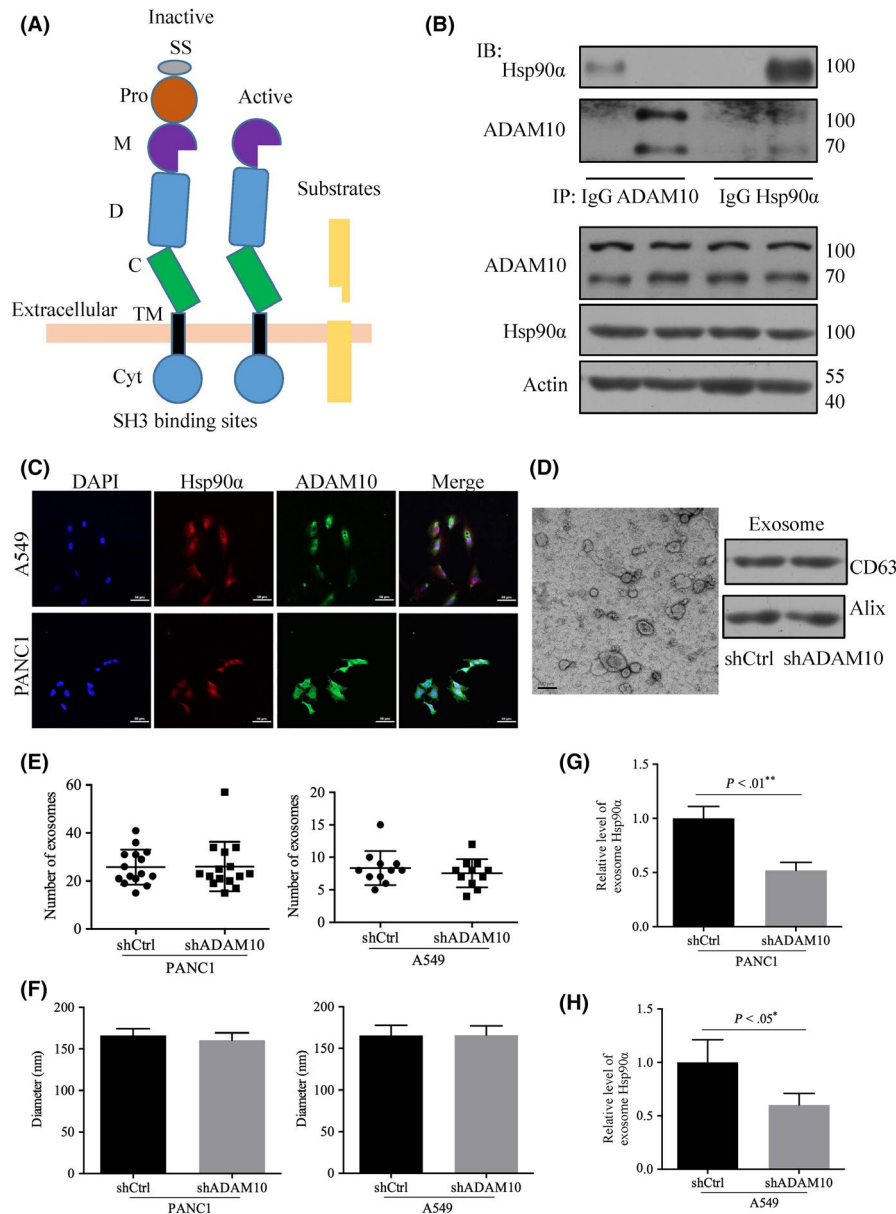 (A)
Inactive
SS
Pro
Active
M
Substrates
D
C
Extracellular
TM
Cyt
SH3 binding sites
(B)
IB:
Hsp90α
100
ADAM10
100
70
IP: IgG ADAM10 IgG Hsp90α
ADAM10
100
70
Hsp90α
100
Actin
55
40
(C)
DAPI Hsp90α ADAM10 Merge
A549
PANC1
(D)
Exosome
CD63
Alix
shCtrl shADAM10
(E)
Number of exosomes
60
40
20
0
shCtrl shADAM10
PANC1
Number of exosomes
20
15
10
5
0
shCtrl shADAM10
A549
(F)
Diameter (nm)
200
150
100
50
0
shCtrl shADAM10
PANC1
Diameter (nm)
200
150
100
50
0
shCtrl shADAM10
A549
(G)
Relative level of
exosome Hsp90α
1.5
1.0
0.5
0.0
P < .01**
shCtrl shADAM10
PANC1
(H)
Relative level of
exosome Hsp90α
1.5
1.0
0.5
0.0
P < .05*
shCtrl shADAM10
A549